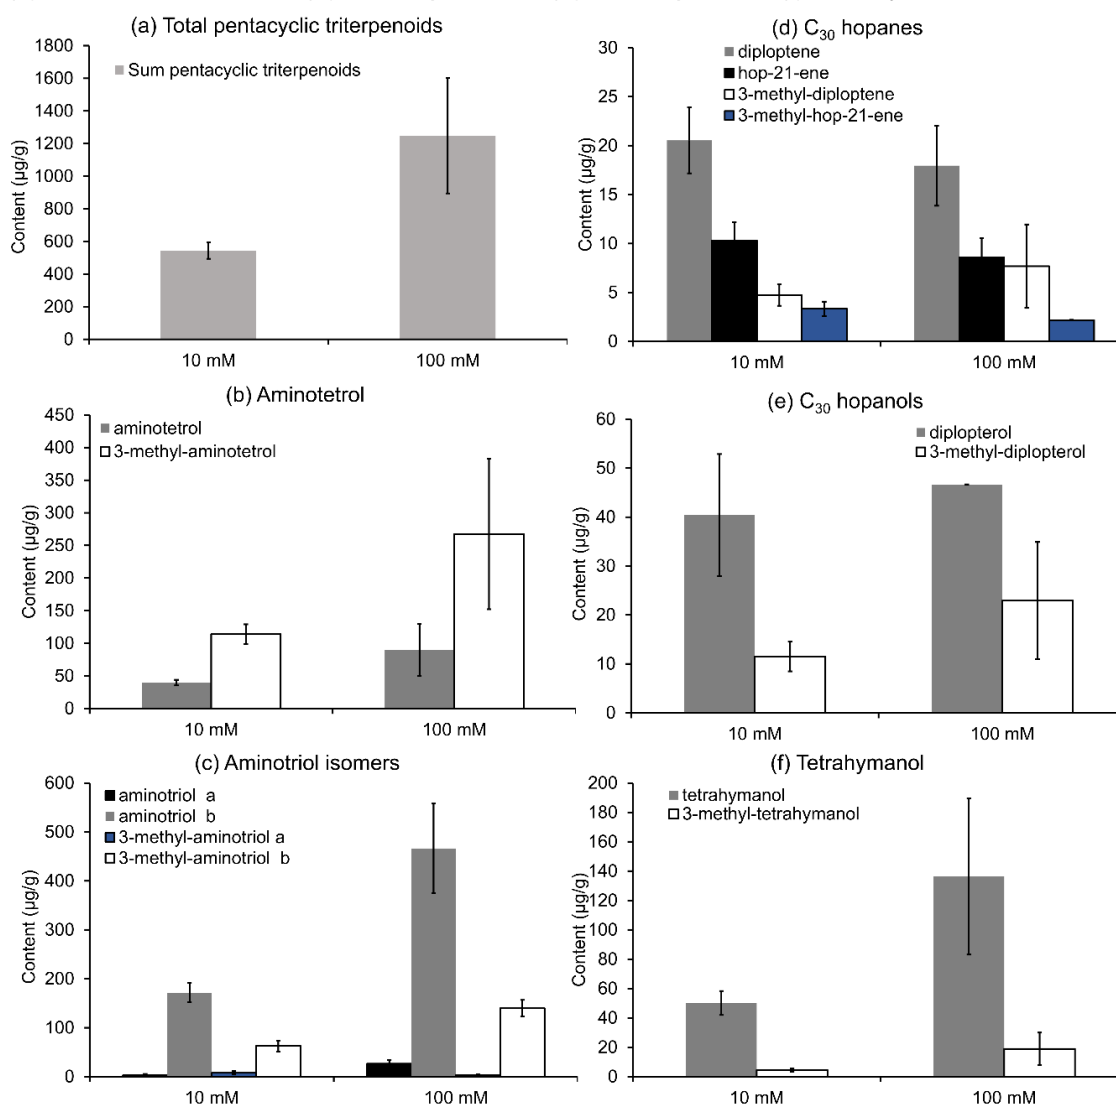 (a) Total pentacyclic triterpenoids
1800
1600
1400
1200
1000
800
600
400
200
0
Content (µg/g)
Sum pentacyclic triterpenoids
10 mM
100 mM
(d) C30 hopanes
30
25
20
15
10
5
0
Content (µg/g)
diploptene
hop-21-ene
3-methyl-diploptene
3-methyl-hop-21-ene
10 mM
100 mM
(b) Aminotetrol
450
400
350
300
250
200
150
100
50
0
Content (µg/g)
aminotetrol
3-methyl-aminotetrol
10 mM
100 mM
(e) C30 hopanols
60
50
40
30
20
10
0
Content (µg/g)
diplopterol
3-methyl-diplopterol
10 mM
100 mM
(c) Aminotriol isomers
600
500
400
300
200
100
0
Content (µg/g)
aminotriol a
aminotriol b
3-methyl-aminotriol a
3-methyl-aminotriol b
10 mM
100 mM
(f) Tetrahymanol
200
180
160
140
120
100
80
60
40
20
0
Content (µg/g)
tetrahymanol
3-methyl-tetrahymanol
10 mM
100 mM